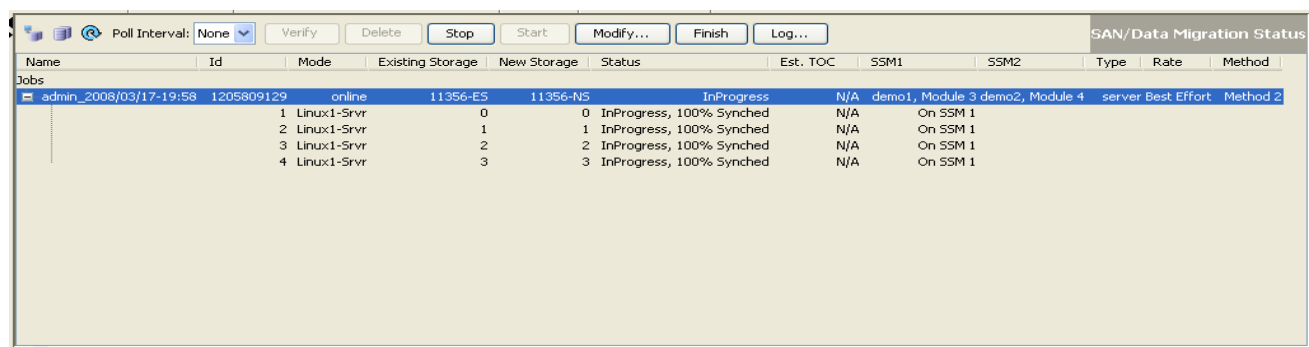 Poll Interval: None Verify Delete Stop Start Modify... Finish Log... SAN/Data Migration Status
Name Id Mode Existing Storage New Storage Status Est. TOC SSM1 SSM2 Type Rate Method
Jobs
admin_2008/03/17-19:58 1205809129 online 11356-ES 11356-NS InProgress N/A demo1, Module 3 demo2, Module 4 server Best Effort Method 2
1 Linux1-Srvr 0 0 InProgress, 100% Synched N/A On SSM 1
2 Linux1-Srvr 1 1 InProgress, 100% Synched N/A On SSM 1
3 Linux1-Srvr 2 2 InProgress, 100% Synched N/A On SSM 1
4 Linux1-Srvr 3 3 InProgress, 100% Synched N/A On SSM 1